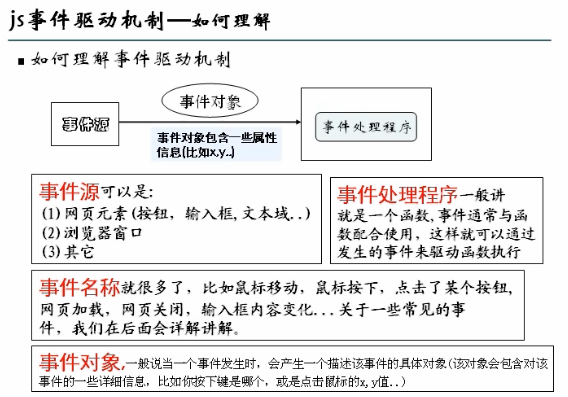 js事件驱动机制—如何理解
如何理解事件驱动机制
事件对象
事件源
事件处理程序
事件对象包含一些属性
信息(比如x,y..)
事件源可以是:
(1)网页元素(按钮，输入框,文本域..)
(2)浏览器窗口
(3)其它
事件处理程序一般讲
就是一个函数,事件通常与函
数配合使用，这样就可以通过
发生的事件来驱动函数执行
事件名称就很多了，比如鼠标移动，鼠标按下，点击了某个按钮,
网页加载，网页关闭，输入框内容变化...关于一些常见的事
件，我们在后面会详解讲解。
事件对象,一般说当一个事件发生时，会产生一个描述该事件的具体对象(该对象会包含对该
事件的一些详细信息，比如你按下键是哪个，或是点击鼠标的x,y值..)